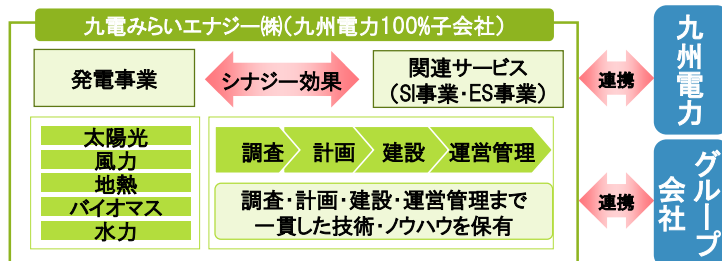 九電みらいエナジー㈱(九州電力100%子会社)
発電事業
シナジー効果
関連サービス
(SI事業・ES事業)
連携
九州電力
太陽光
風力
地熱
バイオマス
水力
調査
計画
建設
運営管理
調査・計画・建設・運営管理まで
一貫した技術・ノウハウを保有
連携
グループ
会社